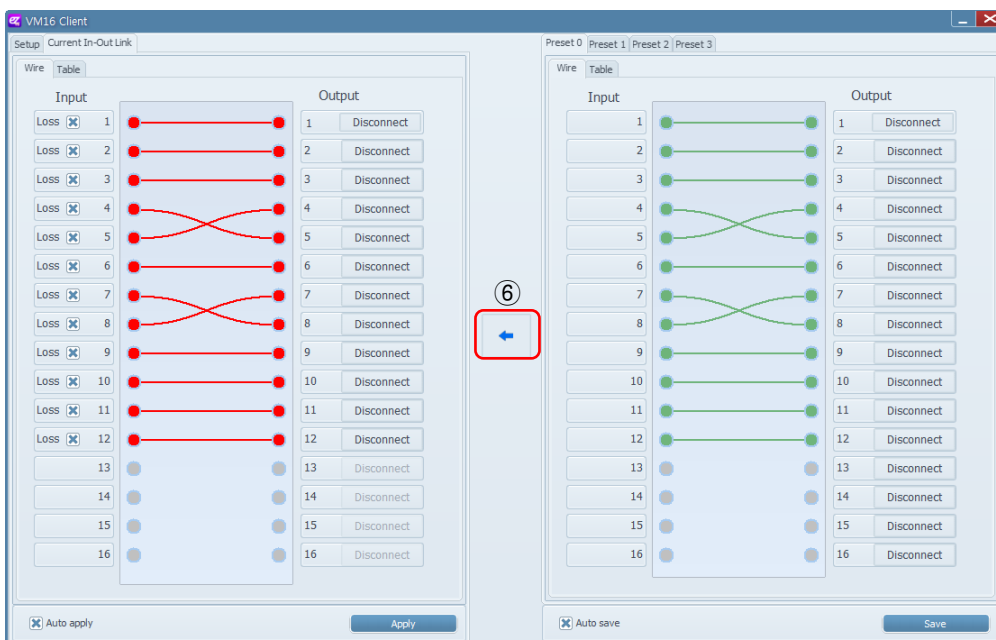 ez VM16 Client
Setup Current In-Out Link
Wire Table
Input Output
Loss 1 1 Disconnect
Loss 2 2 Disconnect
Loss 3 3 Disconnect
Loss 4 4 Disconnect
Loss 5 5 Disconnect
Loss 6 6 Disconnect
Loss 7 7 Disconnect
Loss 8 8 Disconnect
Loss 9 9 Disconnect
Loss 10 10 Disconnect
Loss 11 11 Disconnect
Loss 12 12 Disconnect
13 13 Disconnect
14 14 Disconnect
15 15 Disconnect
16 16 Disconnect
Auto apply Apply
⑥
Preset 0 Preset 1 Preset 2 Preset 3
Wire Table
Input Output
1 1 Disconnect
2 2 Disconnect
3 3 Disconnect
4 4 Disconnect
5 5 Disconnect
6 6 Disconnect
7 7 Disconnect
8 8 Disconnect
9 9 Disconnect
10 10 Disconnect
11 11 Disconnect
12 12 Disconnect
13 13 Disconnect
14 14 Disconnect
15 15 Disconnect
16 16 Disconnect
Auto save Save